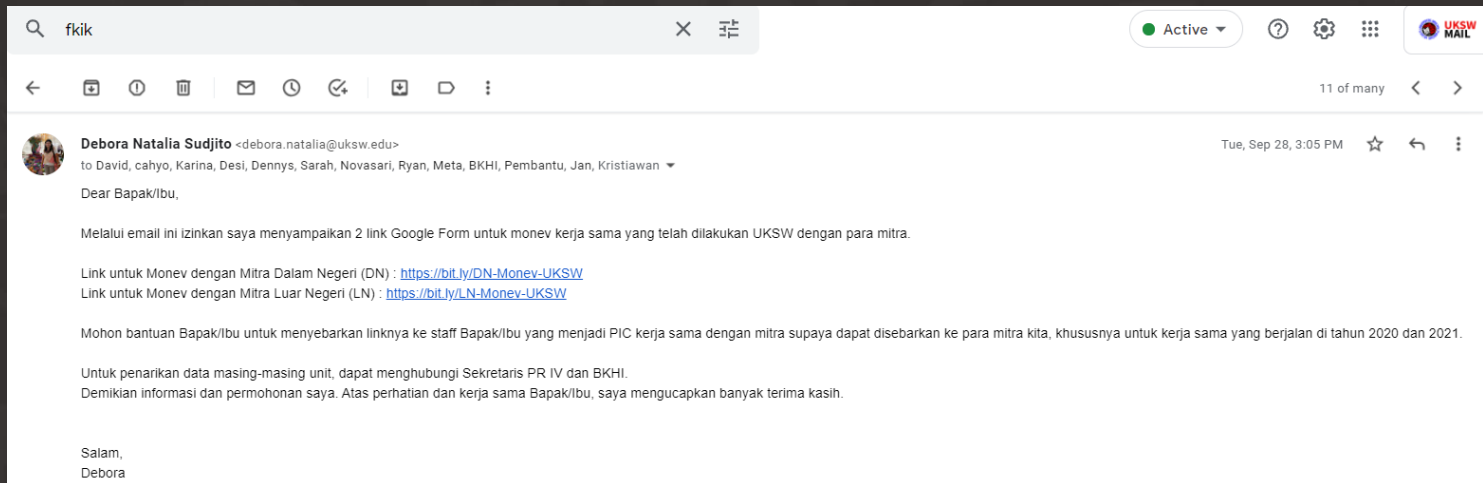 fkik
Active
UKSW
MAIL
11 of many
Debora Natalia Sudjito <debora.natalia@uksw.edu>
Tue, Sep 28, 3:05 PM
to David, cahyo, Karina, Desi, Dennys, Sarah, Novasari, Ryan, Meta, BKHI, Pembantu, Jan, Kristiawan
Dear Bapak/Ibu,
Melalui email ini izinkan saya menyampaikan 2 link Google Form untuk monev kerja sama yang telah dilakukan UKSW dengan para mitra.
Link untuk Monev dengan Mitra Dalam Negeri (DN) : https://bit.ly/DN-Monev-UKSW
Link untuk Monev dengan Mitra Luar Negeri (LN) : https://bit.ly/LN-Monev-UKSW
Mohon bantuan Bapak/Ibu untuk menyebarkan linknya ke staff Bapak/Ibu yang menjadi PIC kerja sama dengan mitra supaya dapat disebarkan ke para mitra kita, khususnya untuk kerja sama yang berjalan di tahun 2020 dan 2021.
Untuk penarikan data masing-masing unit, dapat menghubungi Sekretaris PR IV dan BKHI.
Demikian informasi dan permohonan saya. Atas perhatian dan kerja sama Bapak/Ibu, saya mengucapkan banyak terima kasih.
Salam,
Debora